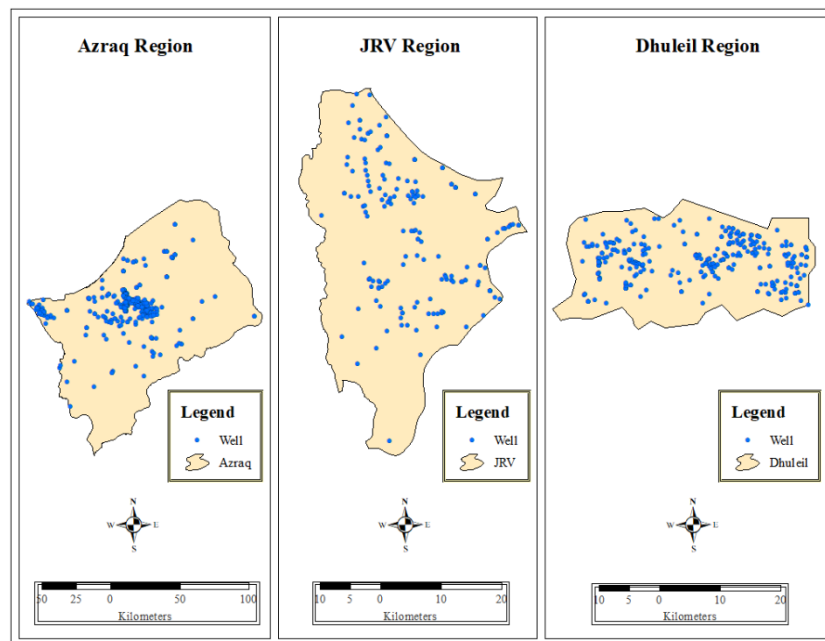 Azraq Region
Legend
Well
Azraq
N
W E
S
50 0 50 100
Kilometers
JRV Region
Legend
Well
JRV
N
W E
S
10 5 0 10 20
Kilometers
Dhuleil Region
Legend
Well
Dhuleil
N
W E
S
10 5 0 10 20
Kilometers